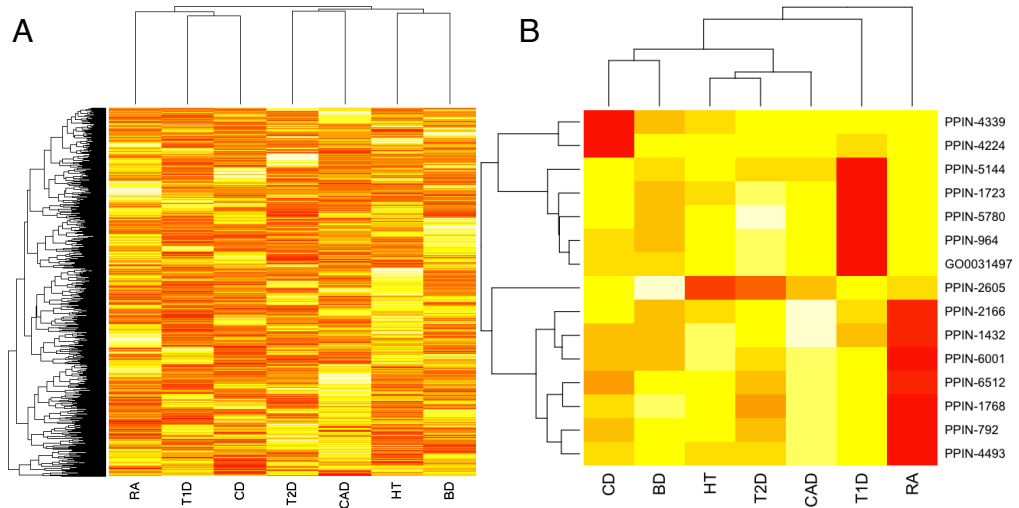 A
B
PPIN-4339
PPIN-4224
PPIN-5144
PPIN-1723
PPIN-5780
PPIN-964
GO0031497
PPIN-2605
PPIN-2166
PPIN-1432
PPIN-6001
PPIN-6512
PPIN-1768
PPIN-792
PPIN-4493
RA T1D CD T2D CAD HT BD
CD BD HT T2D CAD T1D RA